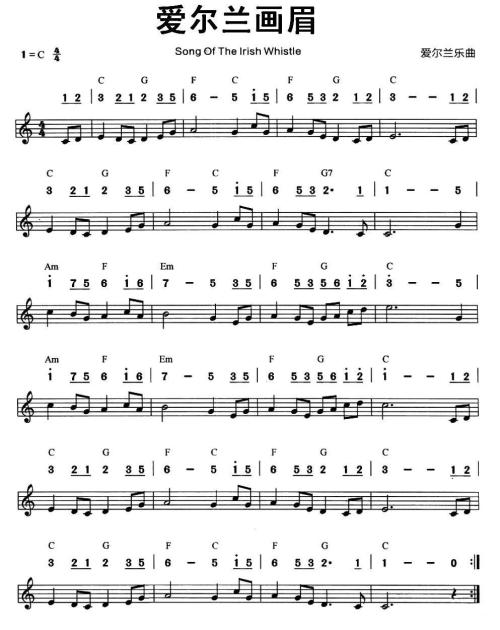 爱尔兰画眉
Song Of The Irish Whistle
1=C 4/4
爱尔兰乐曲
C G F C F G C
1 2 | 3 2 1 2 3 5 | 6 – 5 1̇ 5 | 6 5 3 2 1 2 | 3 – – 1 2 |
4/4
C G F C F G7 C
3 2 1 2 3 5 | 6 – 5 1̇ 5 | 6 5 3 2· 1 | 1 – – 5 |
Am F Em F G C
1̇ 7 5 6 1̇ 6 | 7 – 5 3 5 | 6 5 3 5 6 1̇ 2̇ | 3̇ – – 5 |
Am F Em F G C
1̇ 7 5 6 1̇ 6 | 7 – 5 3 5 | 6 5 3 5 6 1̇ 2̇ | 1̇ – – 1 2 |
C G F C F G C
3 2 1 2 3 5 | 6 – 5 1̇ 5 | 6 5 3 2 1 2 | 3 – – 1 2 |
C G F C F G C
3 2 1 2 3 5 | 6 – 5 1̇ 5 | 6 5 3 2· 1 | 1 – – 0 :||